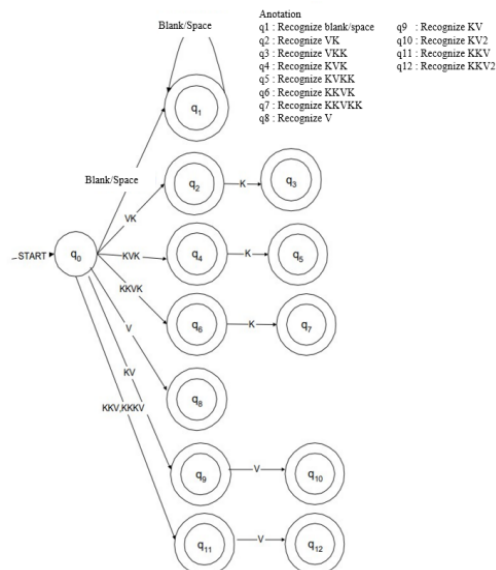 Anotation
q1 : Recognize blank/space
q2 : Recognize VK
q3 : Recognize VKK
q4 : Recognize KVK
q5 : Recognize KVKK
q6 : Recognize KKVK
q7 : Recognize KKVKK
q8 : Recognize V
q9 : Recognize KV
q10 : Recognize KV2
q11 : Recognize KKV
q12 : Recognize KKV2
Blank/Space
q1
Blank/Space
q2
K
q3
VK
START
q0
KVK
q4
K
q5
KKVK
q6
K
q7
V
KV
q8
KKV,KKKV
q9
V
q10
q11
V
q12